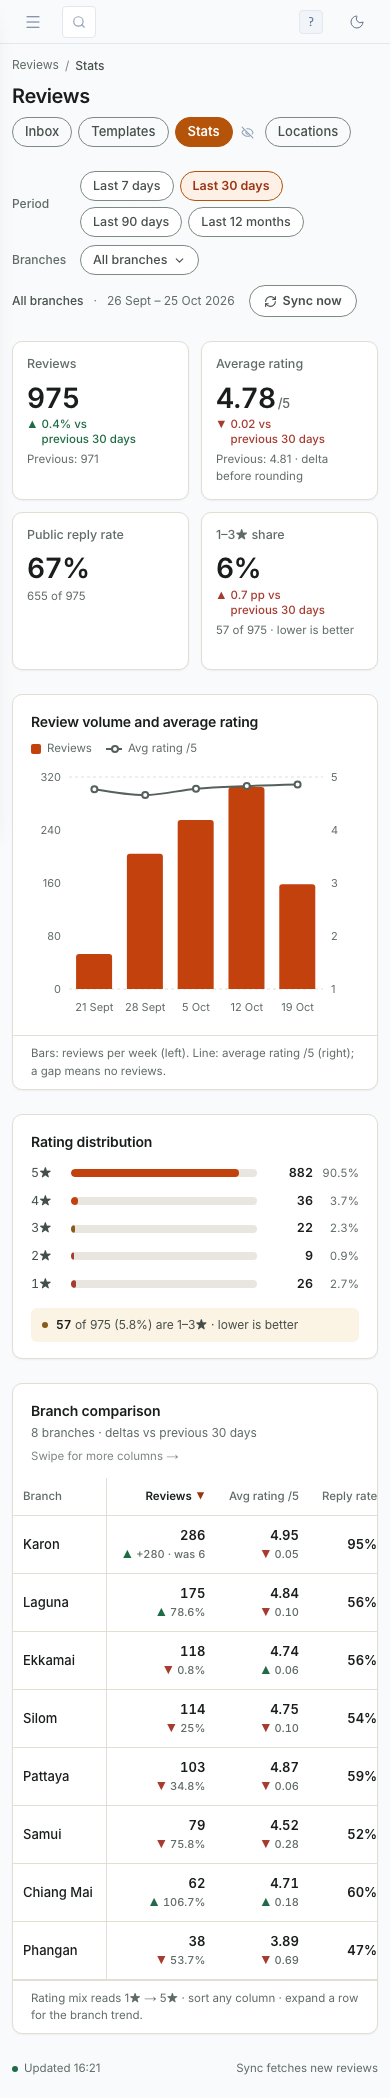 ?
Reviews / Stats
Reviews
Inbox Templates Stats Locations
Period
Last 7 days Last 30 days
Last 90 days Last 12 months
Branches All branches
All branches · 26 Sept – 25 Oct 2026 Sync now
Reviews
975
▲ 0.4% vs
previous 30 days
Previous: 971
Average rating
4.78 /5
▼ 0.02 vs
previous 30 days
Previous: 4.81 · delta
before rounding
Public reply rate
67%
655 of 975
1–3★ share
6%
▲ 0.7 pp vs
previous 30 days
57 of 975 · lower is better
Review volume and average rating
Reviews Avg rating /5
320 5
240 4
160 3
80 2
0 1
21 Sept 28 Sept 5 Oct 12 Oct 19 Oct
Bars: reviews per week (left). Line: average rating /5 (right);
a gap means no reviews.
Rating distribution
5★ 882 90.5%
4★ 36 3.7%
3★ 22 2.3%
2★ 9 0.9%
1★ 26 2.7%
57 of 975 (5.8%) are 1–3★ · lower is better
Branch comparison
8 branches · deltas vs previous 30 days
Swipe for more columns →
Branch Reviews ▼ Avg rating /5 Reply rate
Karon 286 4.95 95%
▲ +280 · was 6 ▼ 0.05
Laguna 175 4.84 56%
▲ 78.6% ▼ 0.10
Ekkamai 118 4.74 56%
▼ 0.8% ▲ 0.06
Silom 114 4.75 54%
▼ 25% ▼ 0.10
Pattaya 103 4.87 59%
▼ 34.8% ▼ 0.06
Samui 79 4.52 52%
▼ 75.8% ▼ 0.28
Chiang Mai 62 4.71 60%
▲ 106.7% ▲ 0.18
Phangan 38 3.89 47%
▼ 53.7% ▼ 0.69
Rating mix reads 1★ → 5★ · sort any column · expand a row
for the branch trend.
Updated 16:21 Sync fetches new reviews